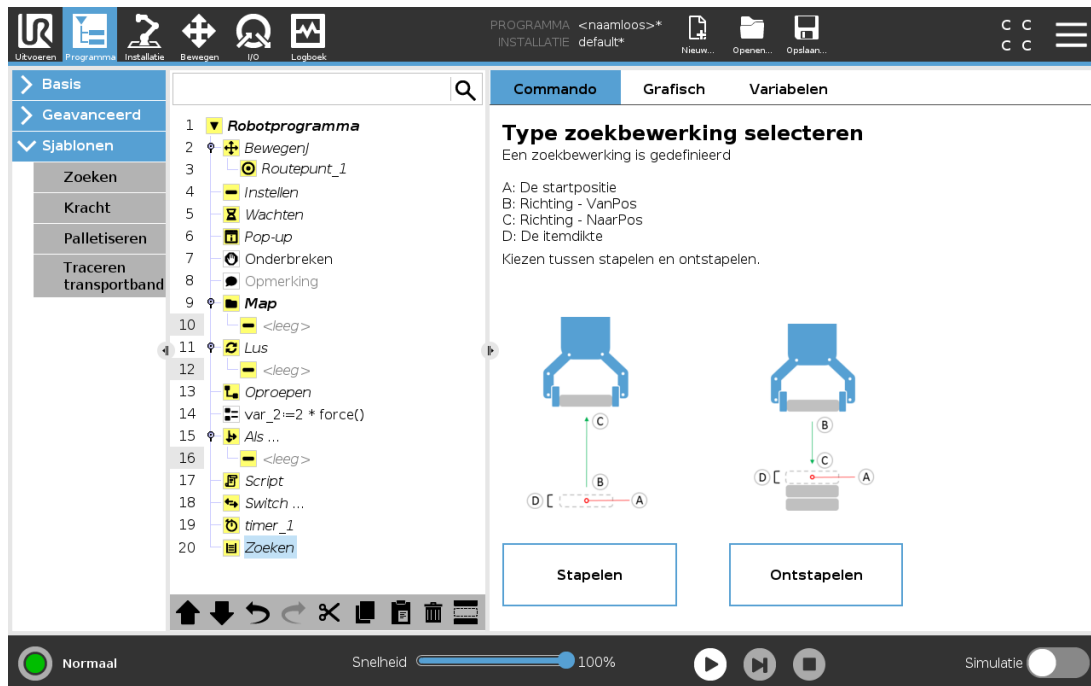 PROGRAMMA <naamloos>*
INSTALLATIE default*
Uitvoeren
Programma
Installatie
Bewegen
I/O
Logboek
Nieuw...
Openen...
Opslaan...
C C
C C
Basis
Geavanceerd
Sjablonen
Zoeken
Kracht
Palletiseren
Traceren
transportband
1 Robotprogramma
2 BewegenJ
3 Routepunt_1
4 Instellen
5 Wachten
6 Pop-up
7 Onderbreken
8 Opmerking
9 Map
10 <leeg>
11 Lus
12 <leeg>
13 Oproepen
14 var_2:=2 * force()
15 Als ...
16 <leeg>
17 Script
18 Switch ...
19 timer_1
20 Zoeken
Commando Grafisch Variabelen
Type zoekbewerking selecteren
Een zoekbewerking is gedefinieerd
A: De startpositie
B: Richting - VanPos
C: Richting - NaarPos
D: De itemdikte
Kiezen tussen stapelen en ontstapelen.
C
B
D
A
B
C
D
A
Stapelen
Ontstapelen
Normaal
Snelheid
100%
Simulatie